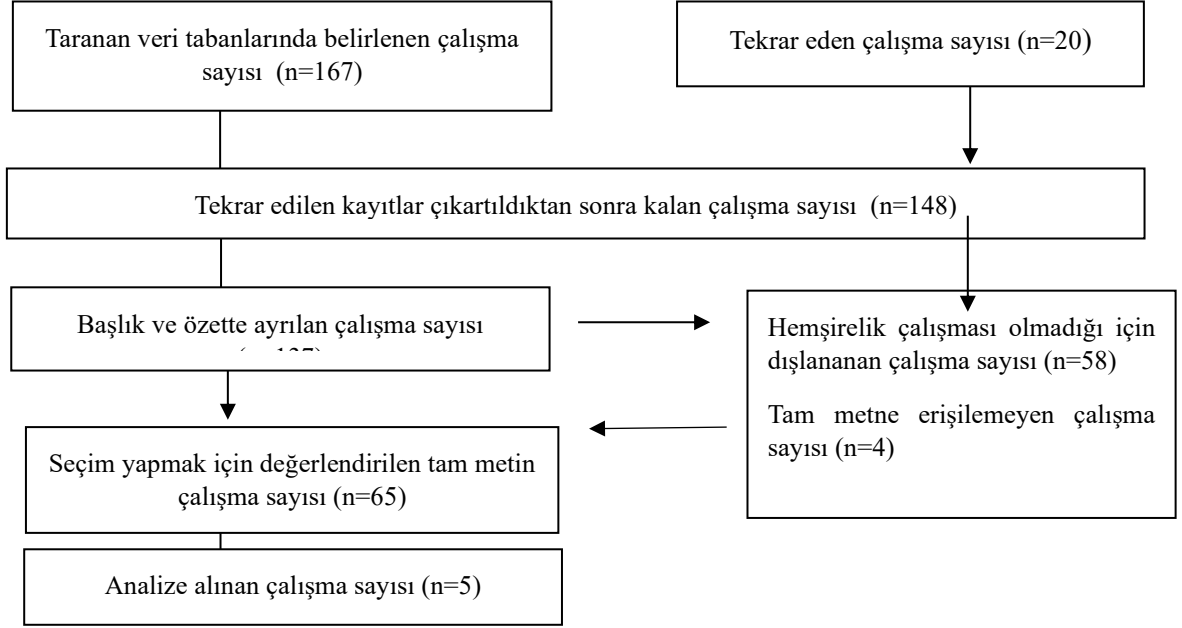 Taranan veri tabanlarında belirlenen çalışma
sayısı (n=167)
Tekrar eden çalışma sayısı (n=20)
Tekrar edilen kayıtlar çıkartıldıktan sonra kalan çalışma sayısı (n=148)
Başlık ve özette ayrılan çalışma sayısı
Hemşirelik çalışması olmadığı için
dışlananan çalışma sayısı (n=58)
Tam metne erişilemeyen çalışma
sayısı (n=4)
Seçim yapmak için değerlendirilen tam metin
çalışma sayısı (n=65)
Analize alınan çalışma sayısı (n=5)